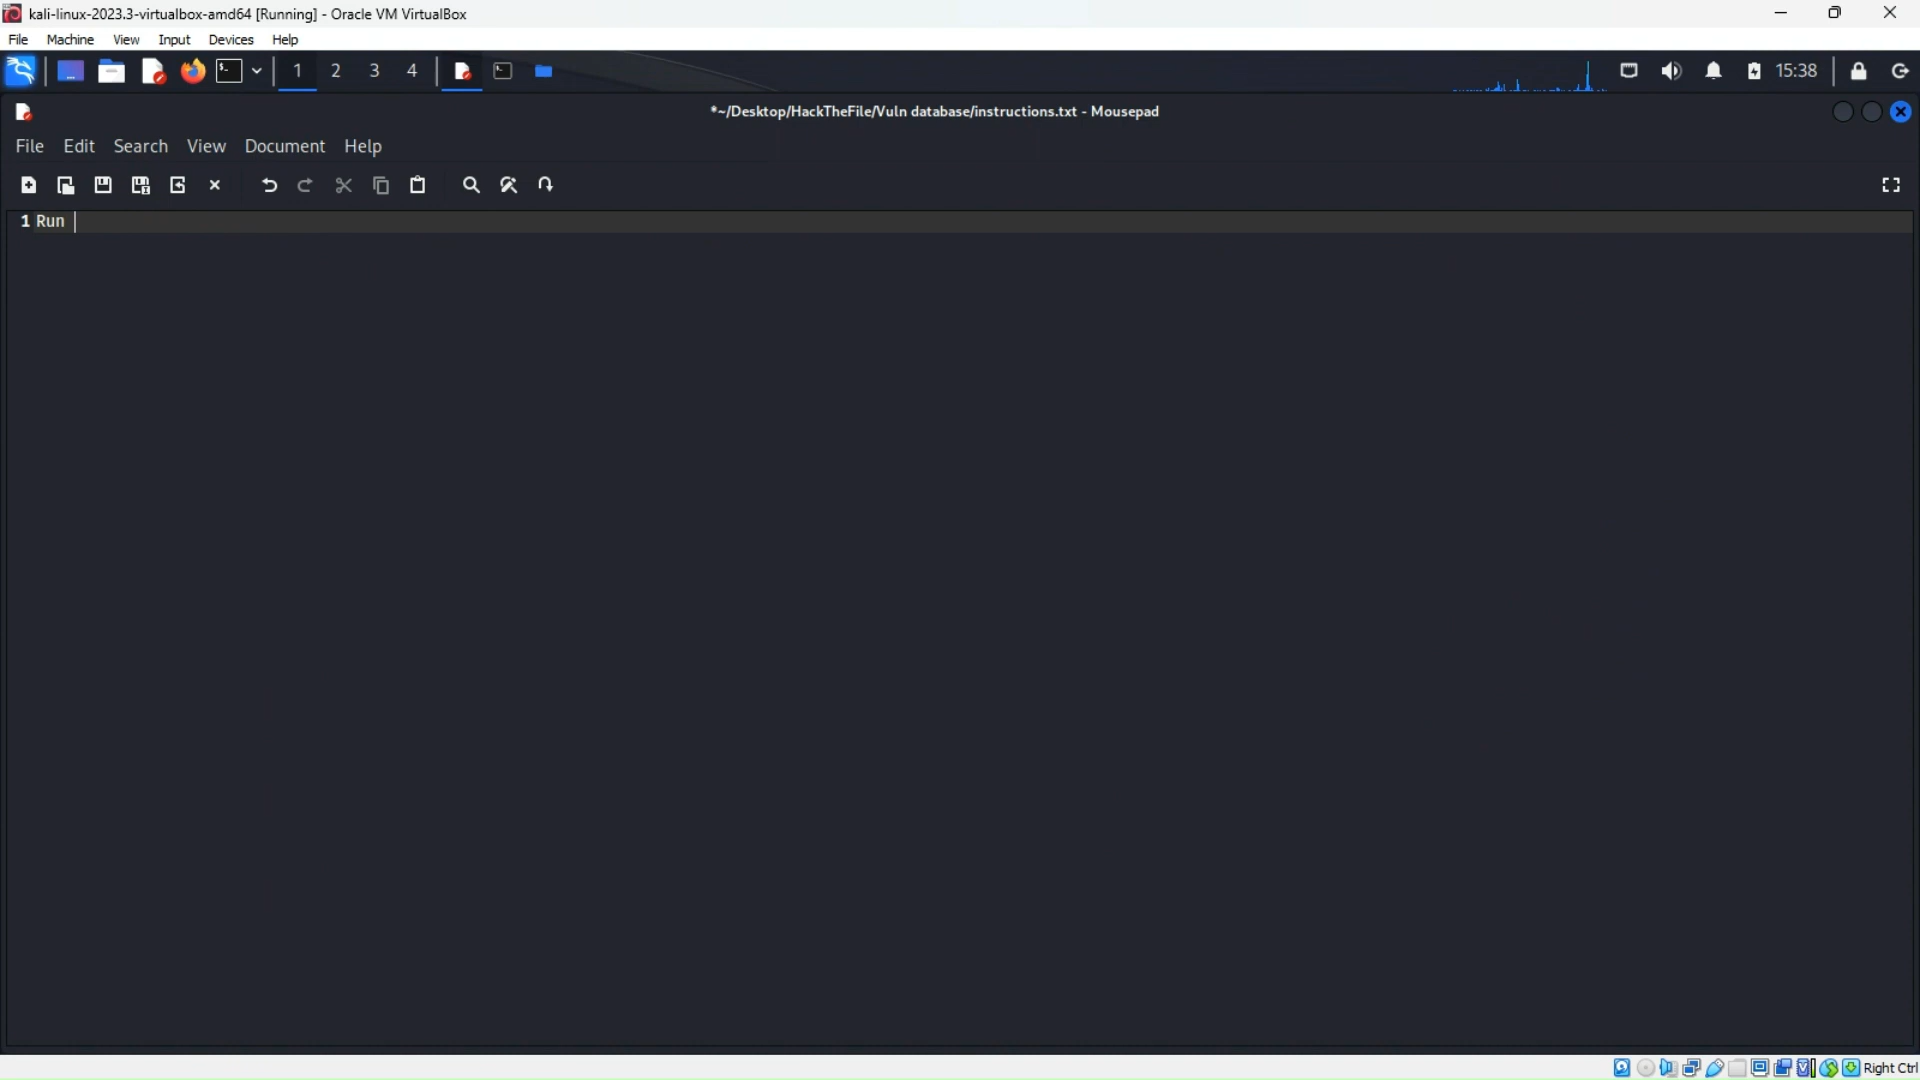 kali-linux-2023.3-virtualbox-amd64 [Running] - Oracle VM VirtualBox
File Machine View Input Devices Help
1 2 3 4 15:38
*~/Desktop/HackTheFile/Vuln database/instructions.txt - Mousepad
File Edit Search View Document Help
1 Run
Right Ctrl